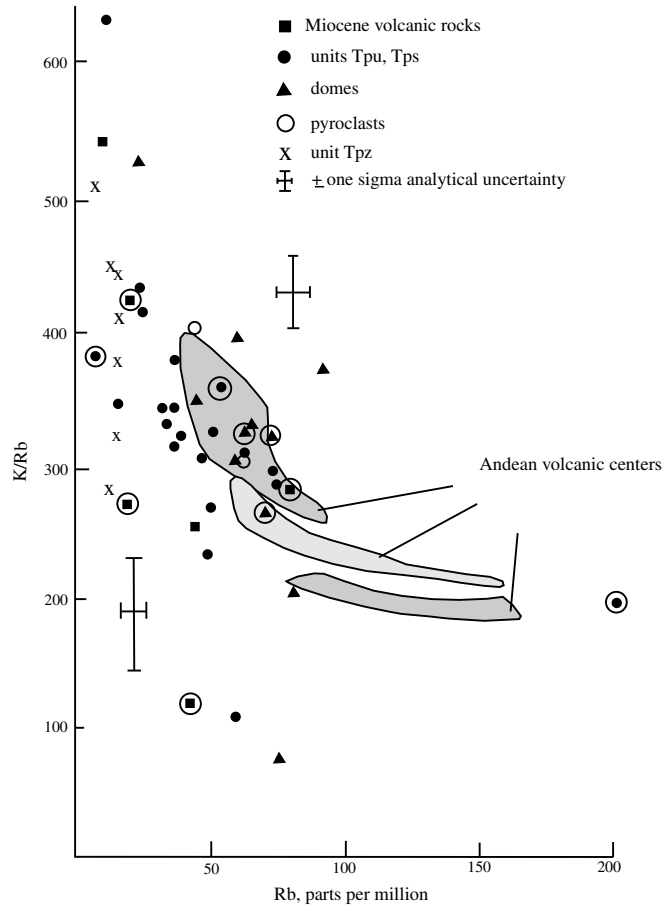 Miocene volcanic rocks
units Tpu, Tps
domes
pyroclasts
x unit Tpz
± one sigma analytical uncertainty
600
500
400
300
200
100
K/Rb
Andean volcanic centers
50
100
150
200
Rb, parts per million